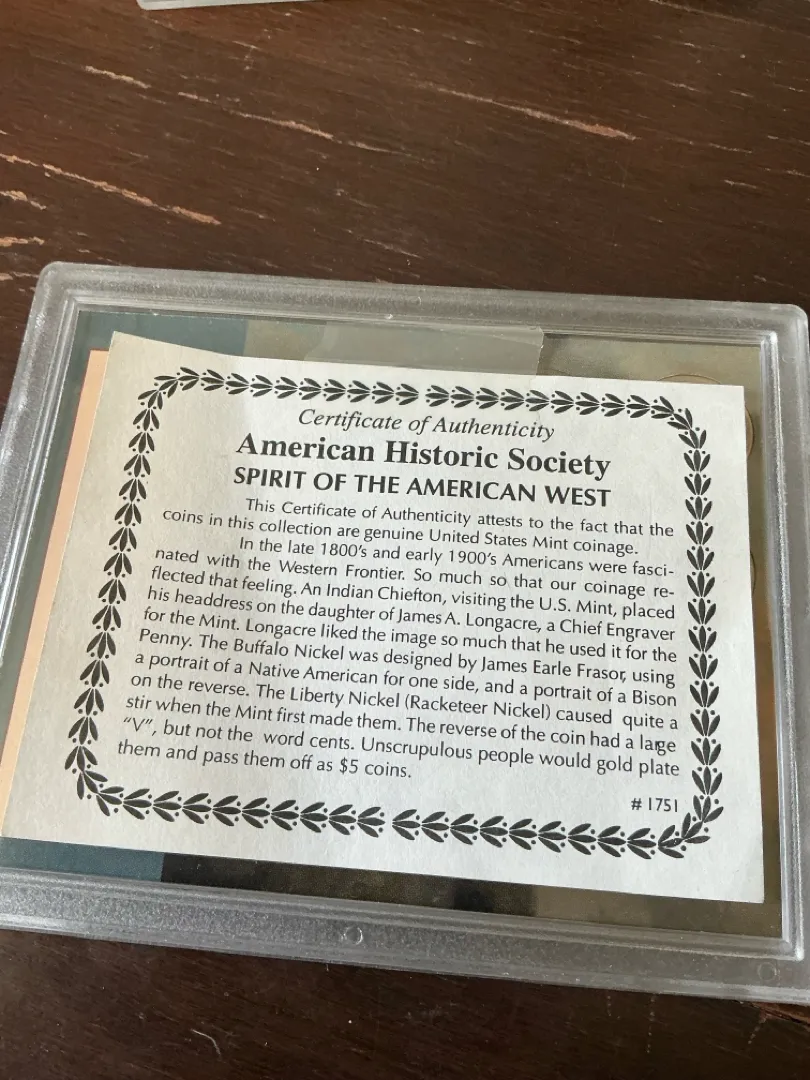 Certificate of Authenticity
American Historic Society
SPIRIT OF THE AMERICAN WEST
This Certificate of Authenticity attests to the fact that the
coins in this collection are genuine United States Mint coinage.
In the late 1800's and early 1900's Americans were fasci-
nated with the Western Frontier. So much so that our coinage re-
flected that feeling. An Indian Chiefton, visiting the U.S. Mint, placed
his headdress on the daughter of James A. Longacre, a Chief Engraver
for the Mint. Longacre liked the image so much that he used it for the
Penny. The Buffalo Nickel was designed by James Earle Frasor, using
a portrait of a Native American for one side, and a portrait of a Bison
on the reverse. The Liberty Nickel (Racketeer Nickel) caused quite a
stir when the Mint first made them. The reverse of the coin had a large
“V”, but not the word cents. Unscrupulous people would gold plate
them and pass them off as $5 coins.
# 1751